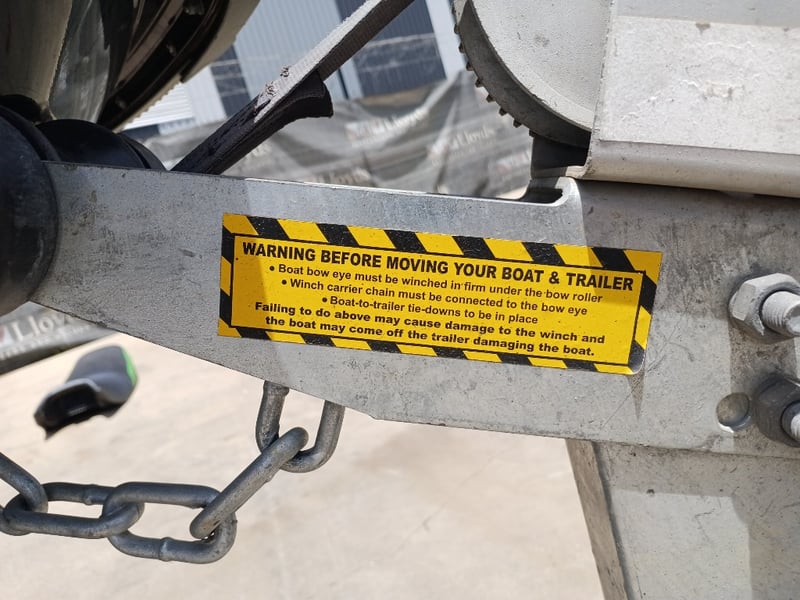 WARNING BEFORE MOVING YOUR BOAT & TRAILER
• Boat bow eye must be winched in firm under the bow roller
• Winch carrier chain must be connected to the bow eye
• Boat-to-trailer tie-downs to be in place
Failing to do above may cause damage to the winch and
the boat may come off the trailer damaging the boat.
Lloyds